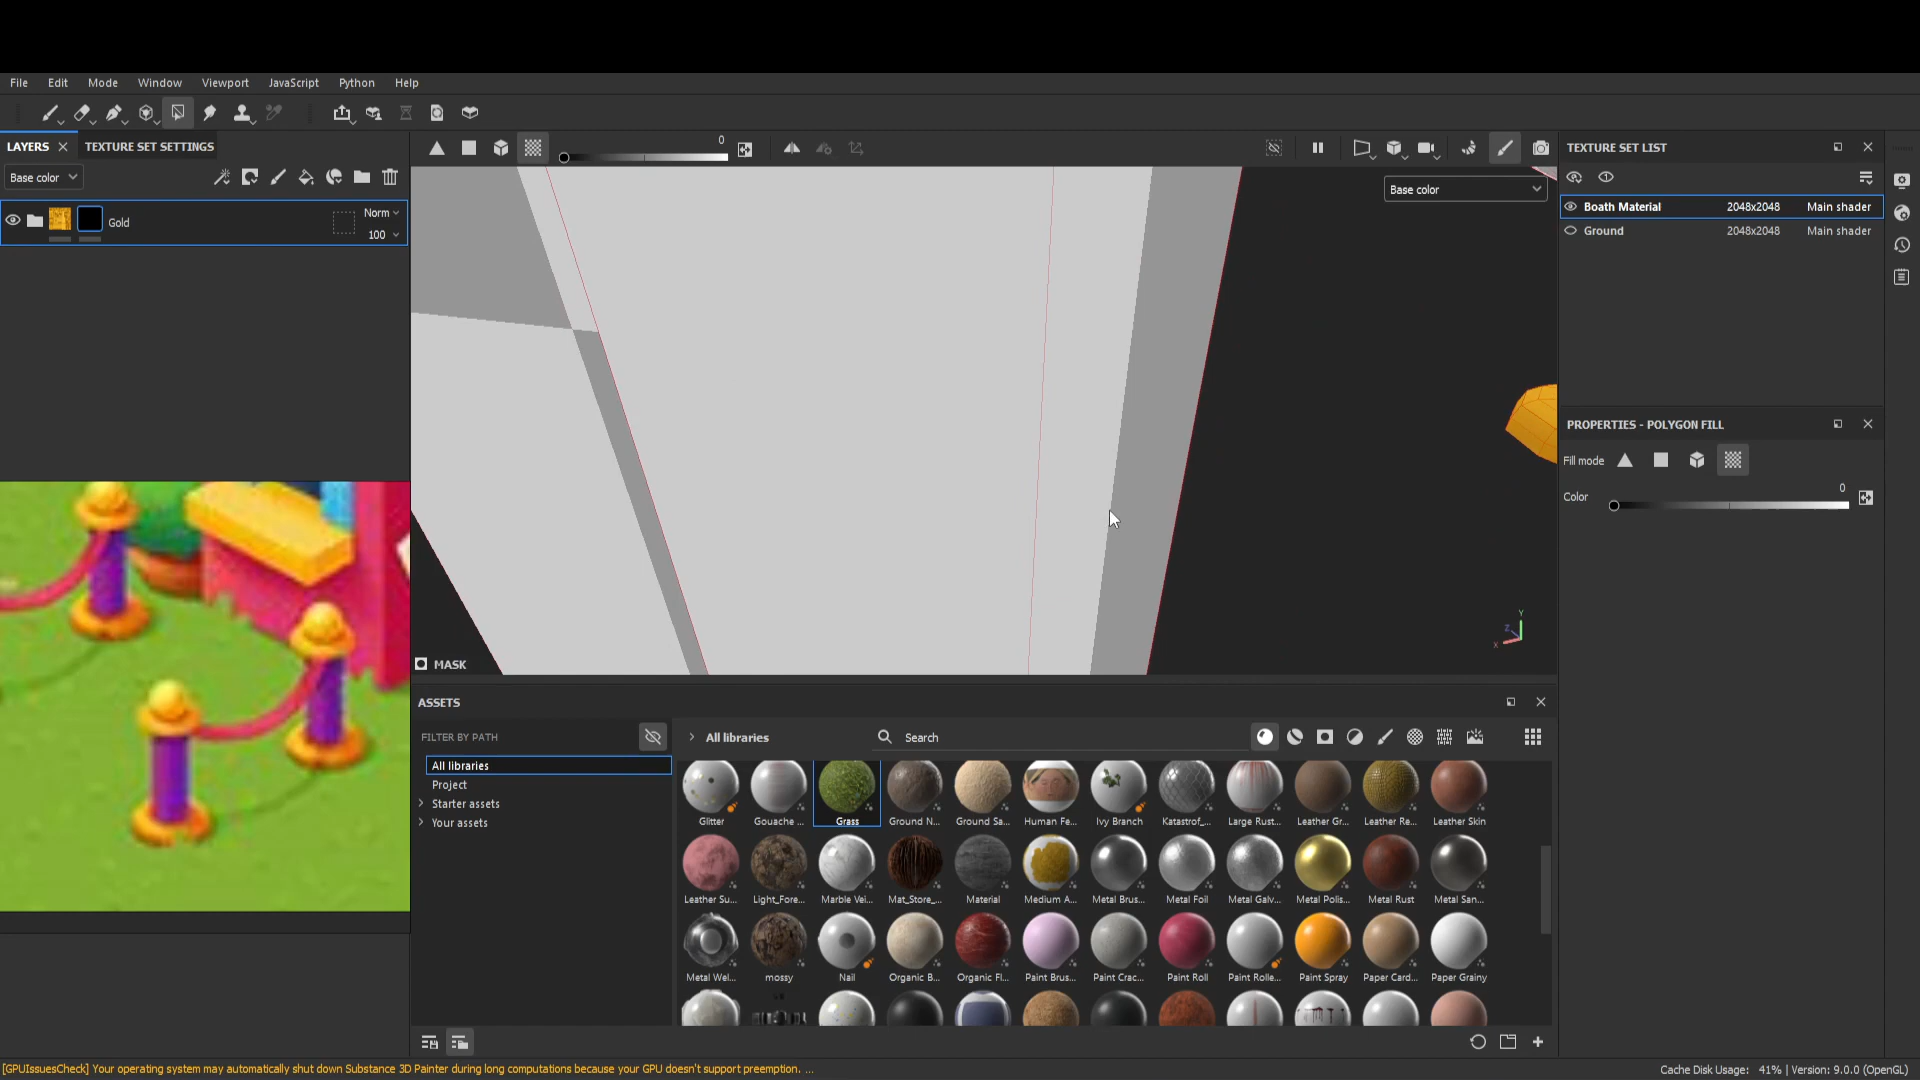 File Edit Mode Window Viewport JavaScript Python Help
LAYERS TEXTURE SET SETTINGS
Base color
Gold Norm
100
0
Base color
MASK
Y
Z
X
TEXTURE SET LIST
Boath Material 2048x2048 Main shader
Ground 2048x2048 Main shader
PROPERTIES - POLYGON FILL
Fill mode
Color 0
ASSETS
FILTER BY PATH
All libraries
Project
Starter assets
Your assets
All libraries Search
Glitter Gouache ... Grass Ground N... Ground Sa... Human Fe... Ivy Branch Katastrof_... Large Rust... Leather Gr... Leather Re... Leather Skin
Leather Su... Light_Fore... Marble Vei... Mat_Store_... Material Medium A... Metal Brus... Metal Foil Metal Galv... Metal Polis... Metal Rust Metal San...
Metal Wel... mossy Nail Organic B... Organic Fl... Paint Brus... Paint Crac... Paint Roll Paint Rolle... Paint Spray Paper Card... Paper Grainy
[GPUIssuesCheck] Your operating system may automatically shut down Substance 3D Painter during long computations because your GPU doesn't support preemption. ...
Cache Disk Usage: 41% | Version: 9.0.0 (OpenGL)